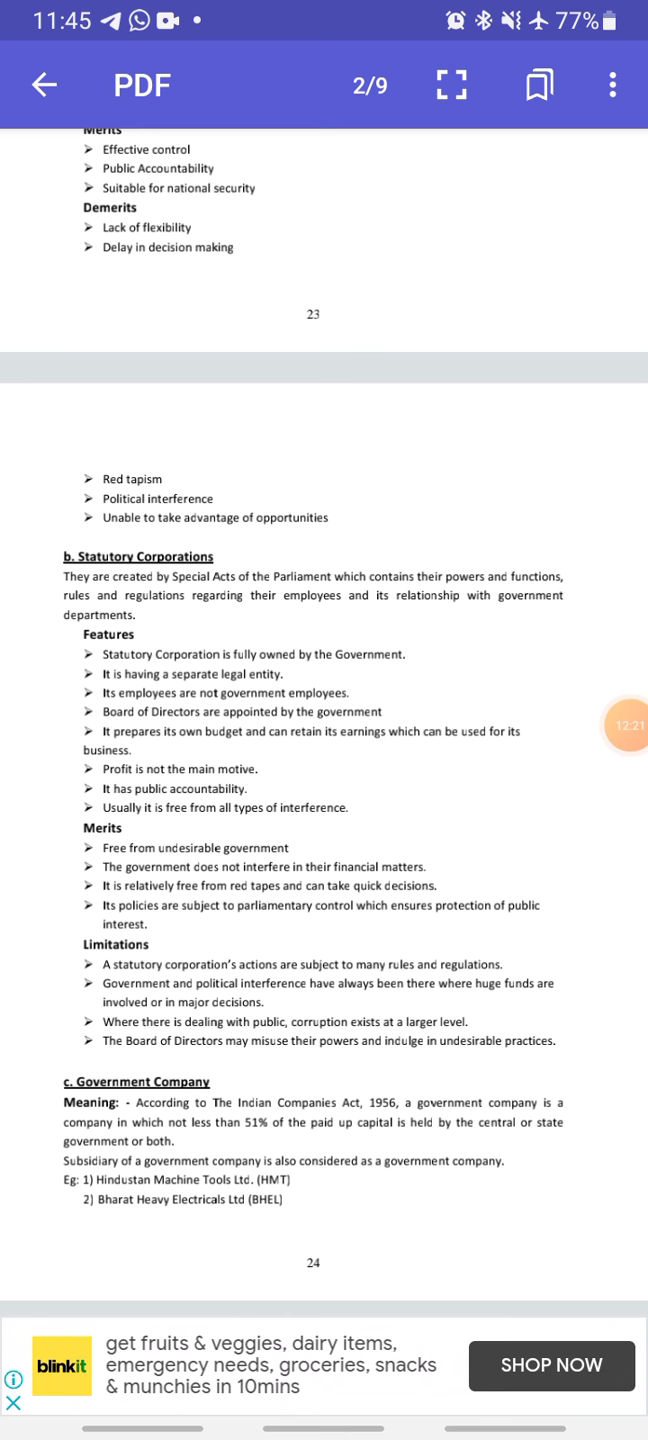 11:45
77%
PDF
2/9
Merits
➢ Effective control
➢ Public Accountability
➢ Suitable for national security
Demerits
➢ Lack of flexibility
➢ Delay in decision making
23
➢ Red tapism
➢ Political interference
➢ Unable to take advantage of opportunities
b. Statutory Corporations
They are created by Special Acts of the Parliament which contains their powers and functions,
rules and regulations regarding their employees and its relationship with government
departments.
Features
➢ Statutory Corporation is fully owned by the Government.
➢ It is having a separate legal entity.
➢ Its employees are not government employees.
➢ Board of Directors are appointed by the government
➢ It prepares its own budget and can retain its earnings which can be used for its
business.
➢ Profit is not the main motive.
➢ It has public accountability.
➢ Usually it is free from all types of interference.
Merits
➢ Free from undesirable government
➢ The government does not interfere in their financial matters.
➢ It is relatively free from red tapes and can take quick decisions.
➢ Its policies are subject to parliamentary control which ensures protection of public
interest.
Limitations
➢ A statutory corporation's actions are subject to many rules and regulations.
➢ Government and political interference have always been there where huge funds are
involved or in major decisions.
➢ Where there is dealing with public, corruption exists at a larger level.
➢ The Board of Directors may misuse their powers and indulge in undesirable practices.
12:21
c. Government Company
Meaning: - According to The Indian Companies Act, 1956, a government company is a
company in which not less than 51% of the paid up capital is held by the central or state
government or both.
Subsidiary of a government company is also considered as a government company.
Eg: 1) Hindustan Machine Tools Ltd. (HMT)
2) Bharat Heavy Electricals Ltd (BHEL)
24
blinkit
get fruits & veggies, dairy items,
emergency needs, groceries, snacks
& munchies in 10mins
SHOP NOW